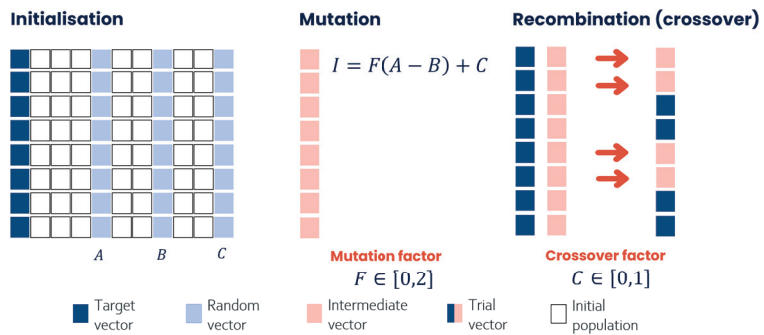 Initialisation
Mutation
Recombination (crossover)
I = F(A − B) + C
A
B
C
Mutation factor
F ∈ [0,2]
Crossover factor
C ∈ [0,1]
Target
vector
Random
vector
Intermediate
vector
Trial
vector
Initial
population